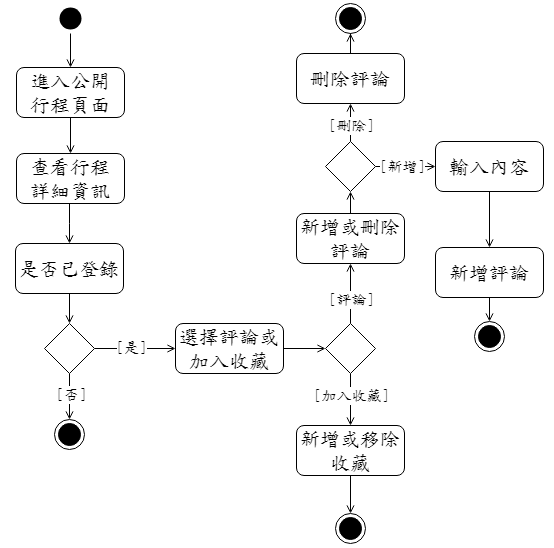 進入公開
行程頁面
查看行程
詳細資訊
是否已登錄
[是]
[否]
選擇評論或
加入收藏
[評論]
[加入收藏]
新增或移除
收藏
新增或刪除
評論
[刪除]
[新增]
刪除評論
輸入內容
新增評論